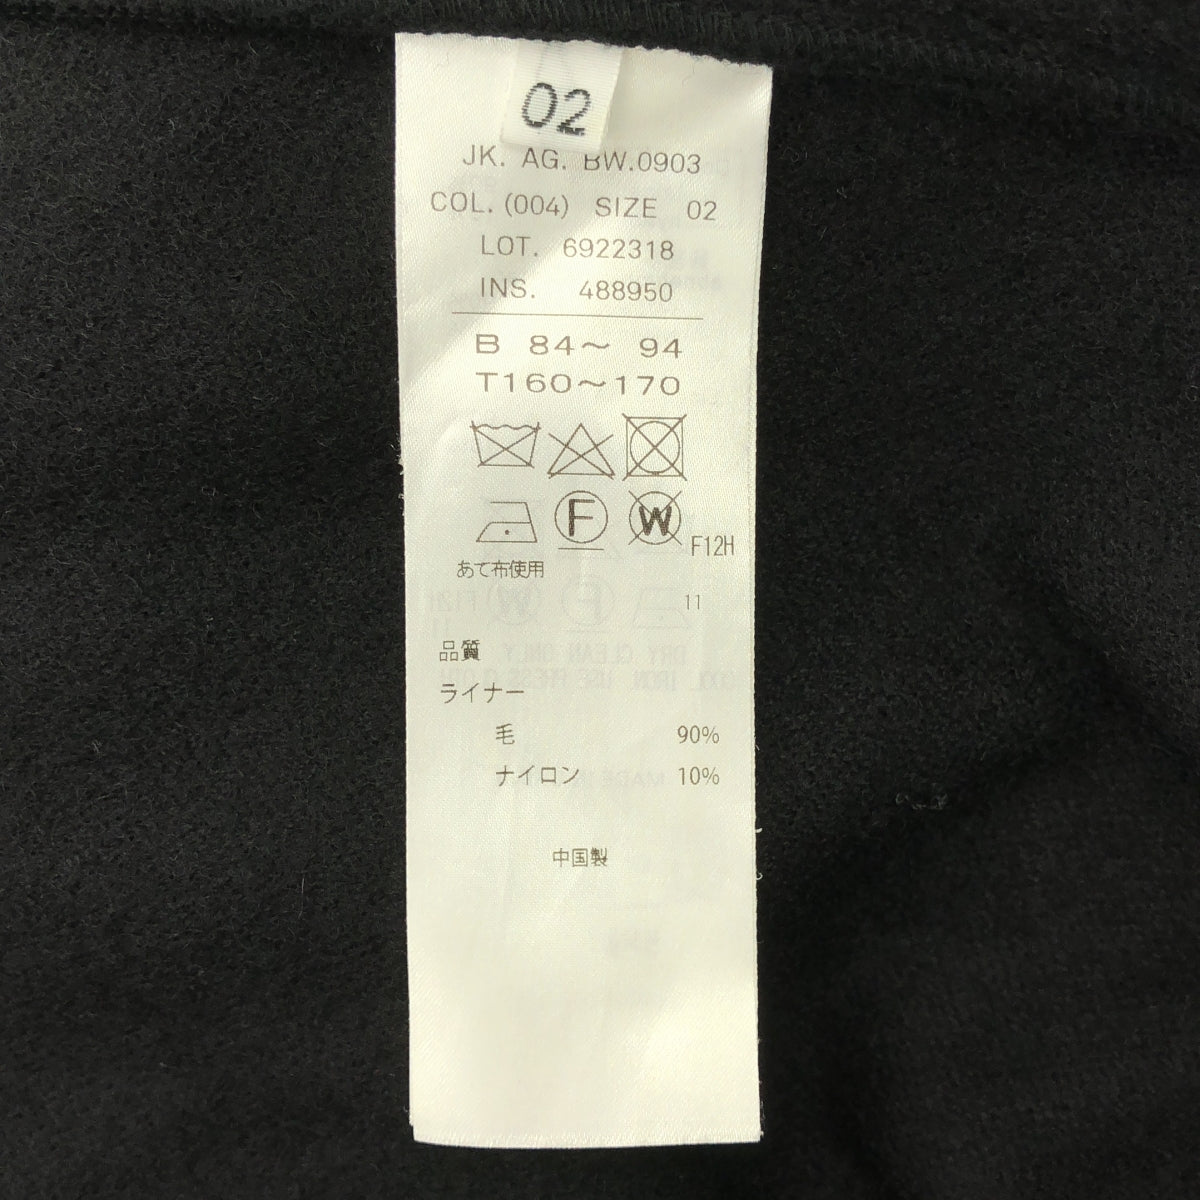 02
JK. AG. BW.0903
COL. (004) SIZE 02
LOT. 6922318
INS. 488950
B 84～ 94
T160～170
F W
F12H
あて布使用
11
品質
ライナー
毛 90%
ナイロン 10%
中国製